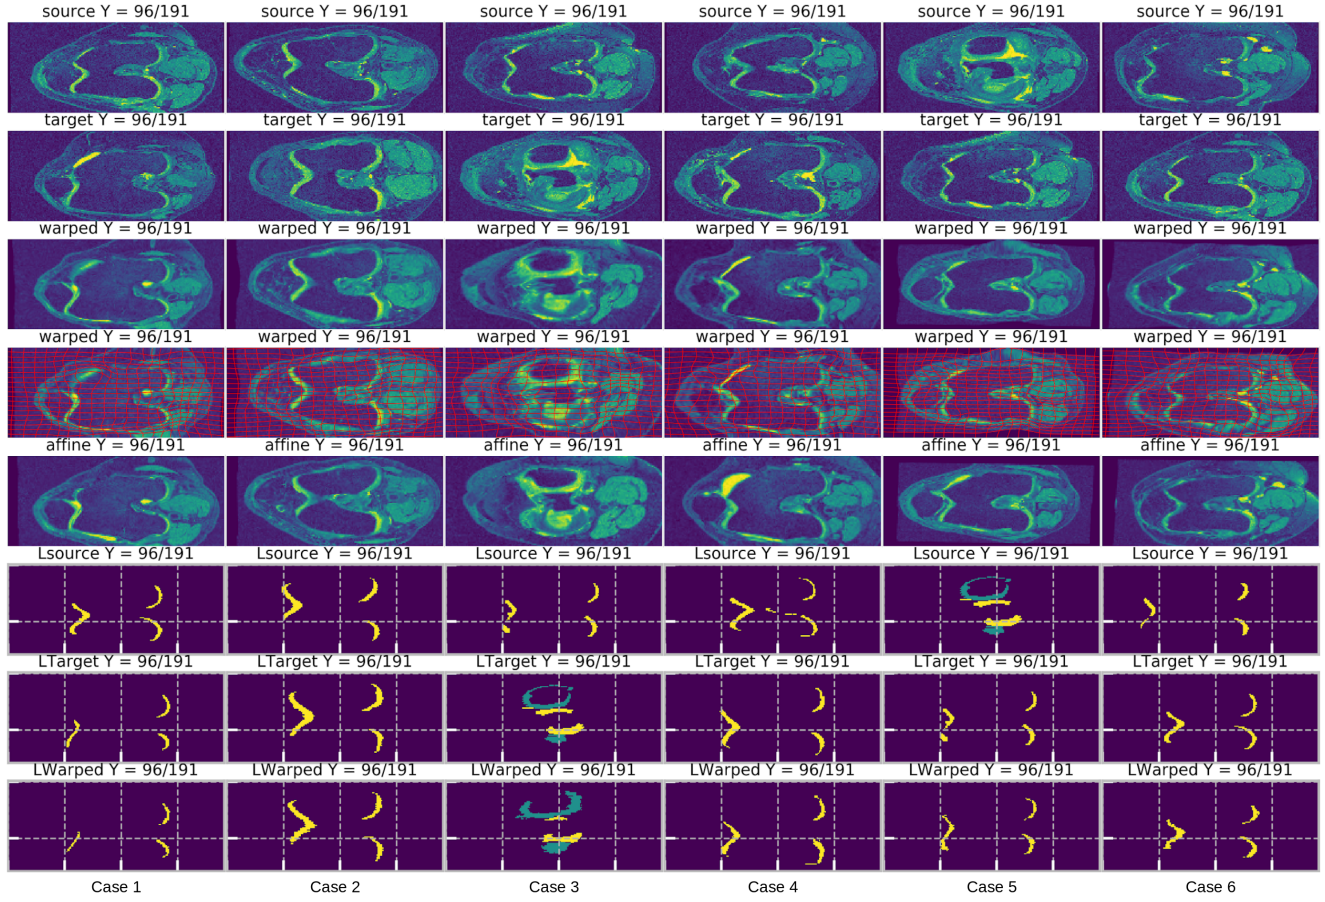 source Y = 96/191 source Y = 96/191 source Y = 96/191 source Y = 96/191 source Y = 96/191 source Y = 96/191
target Y = 96/191 target Y = 96/191 target Y = 96/191 target Y = 96/191 target Y = 96/191 target Y = 96/191
warped Y = 96/191 warped Y = 96/191 warped Y = 96/191 warped Y = 96/191 warped Y = 96/191 warped Y = 96/191
warped Y = 96/191 warped Y = 96/191 warped Y = 96/191 warped Y = 96/191 warped Y = 96/191 warped Y = 96/191
affine Y = 96/191 affine Y = 96/191 affine Y = 96/191 affine Y = 96/191 affine Y = 96/191 affine Y = 96/191
Lsource Y = 96/191 Lsource Y = 96/191 Lsource Y = 96/191 Lsource Y = 96/191 Lsource Y = 96/191 Lsource Y = 96/191
LTarget Y = 96/191 LTarget Y = 96/191 LTarget Y = 96/191 LTarget Y = 96/191 LTarget Y = 96/191 LTarget Y = 96/191
LWarped Y = 96/191 LWarped Y = 96/191 LWarped Y = 96/191 LWarped Y = 96/191 LWarped Y = 96/191 LWarped Y = 96/191
Case 1 Case 2 Case 3 Case 4 Case 5 Case 6